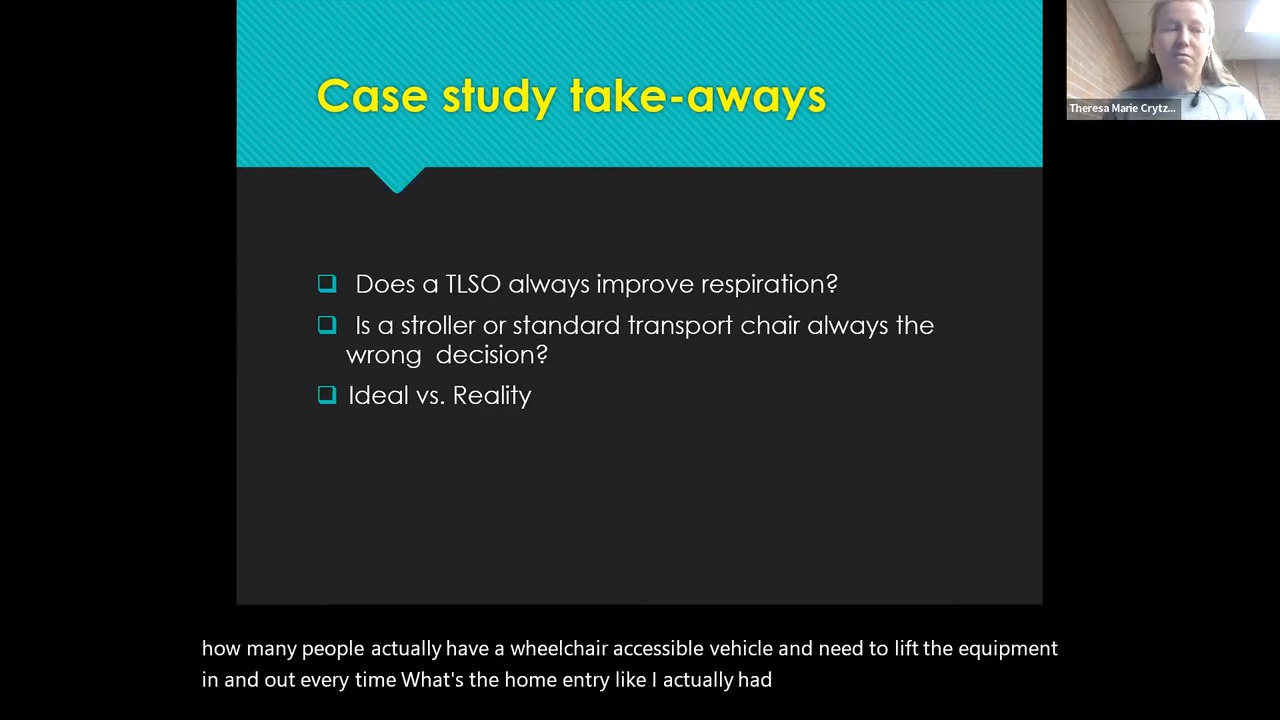 Case study take-aways
Theresa Marie Crytz...
Does a TLSO always improve respiration?
Is a stroller or standard transport chair always the
wrong decision?
Ideal vs. Reality
how many people actually have a wheelchair accessible vehicle and need to lift the equipment
in and out every time What's the home entry like I actually had